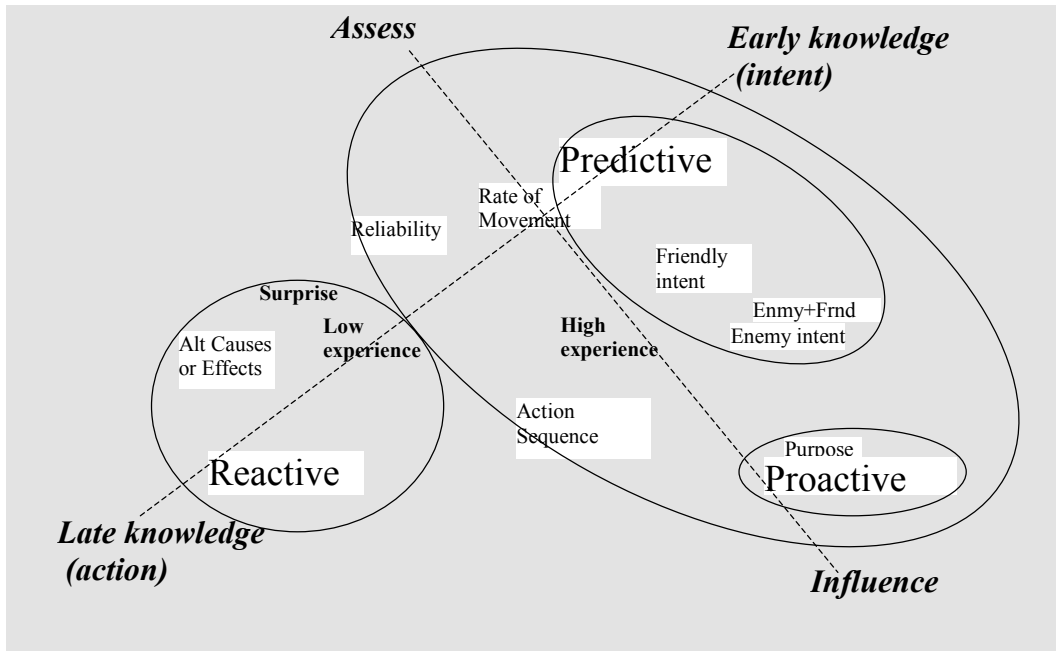 Assess
Early knowledge
(intent)
Predictive
Rate of
Movement
Reliability
Friendly
intent
Surprise
Enmy+Frnd
Enemy intent
Low
experience
High
experience
Alt Causes
or Effects
Action
Sequence
Purpose
Proactive
Reactive
Late knowledge
(action)
Influence